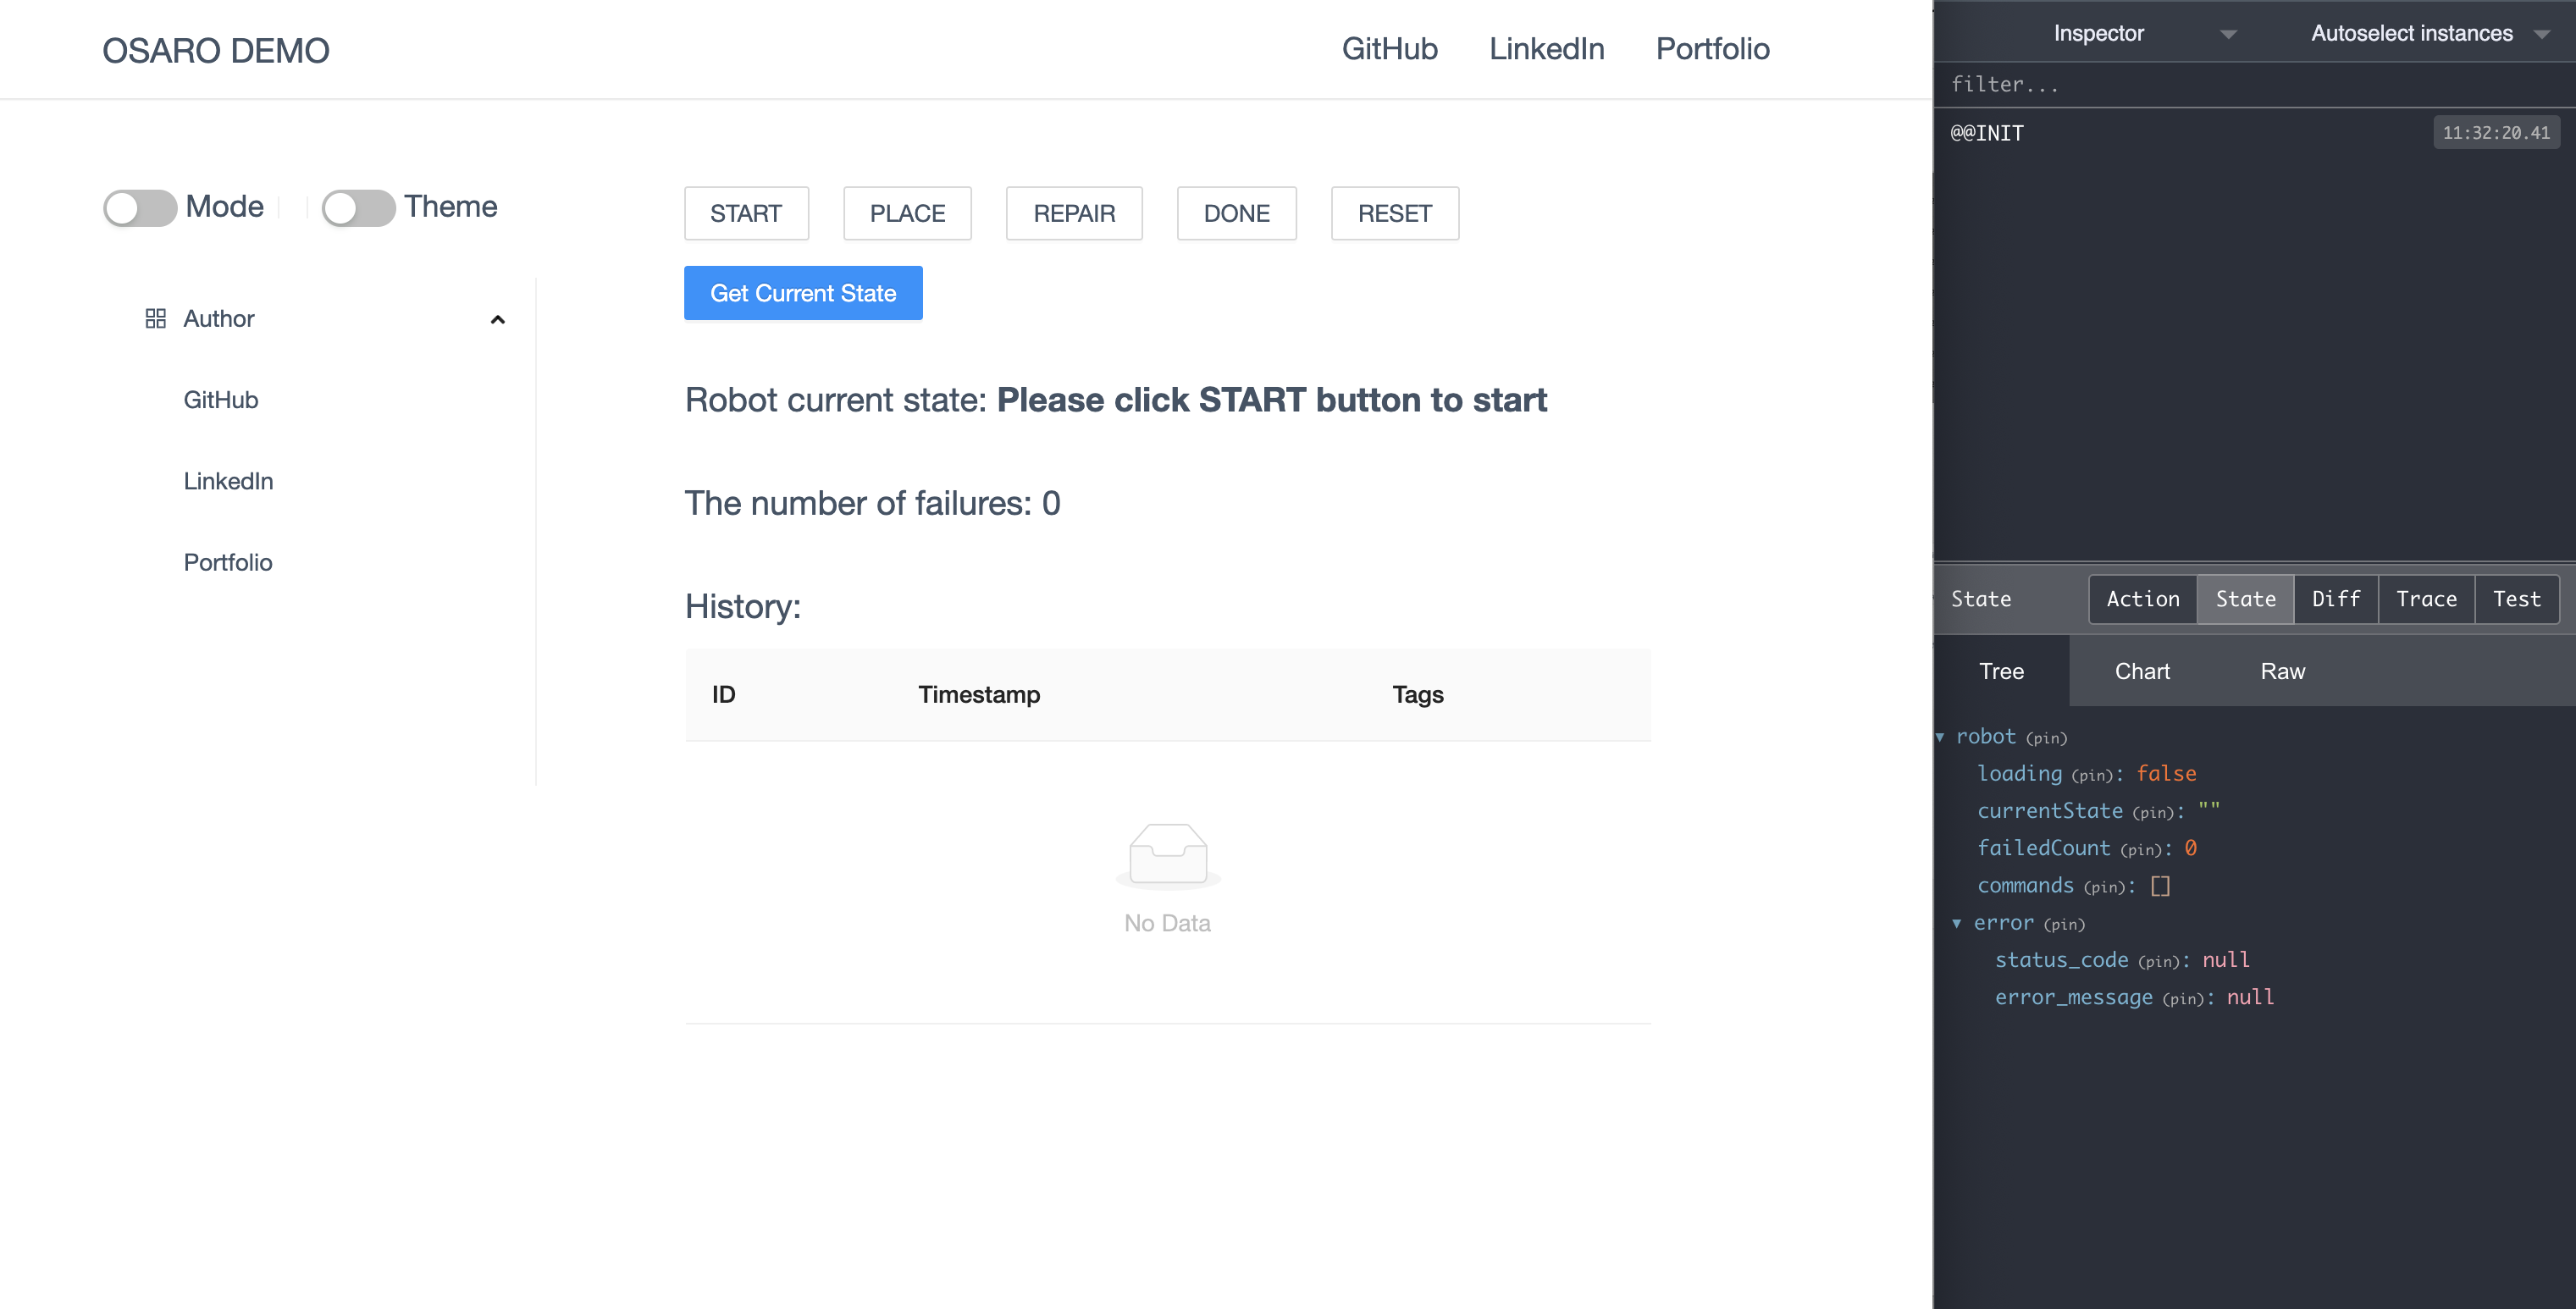 OSARO DEMO
GitHub LinkedIn Portfolio
Mode Theme
Author
GitHub
LinkedIn
Portfolio
START PLACE REPAIR DONE RESET
Get Current State
Robot current state: Please click START button to start
The number of failures: 0
History:
ID Timestamp Tags
No Data
Inspector Autoselect instances
filter...
@@INIT 11:32:20.41
State Action State Diff Trace Test
Tree Chart Raw
robot (pin)
loading (pin): false
currentState (pin): ""
failedCount (pin): 0
commands (pin): []
error (pin)
status_code (pin): null
error_message (pin): null